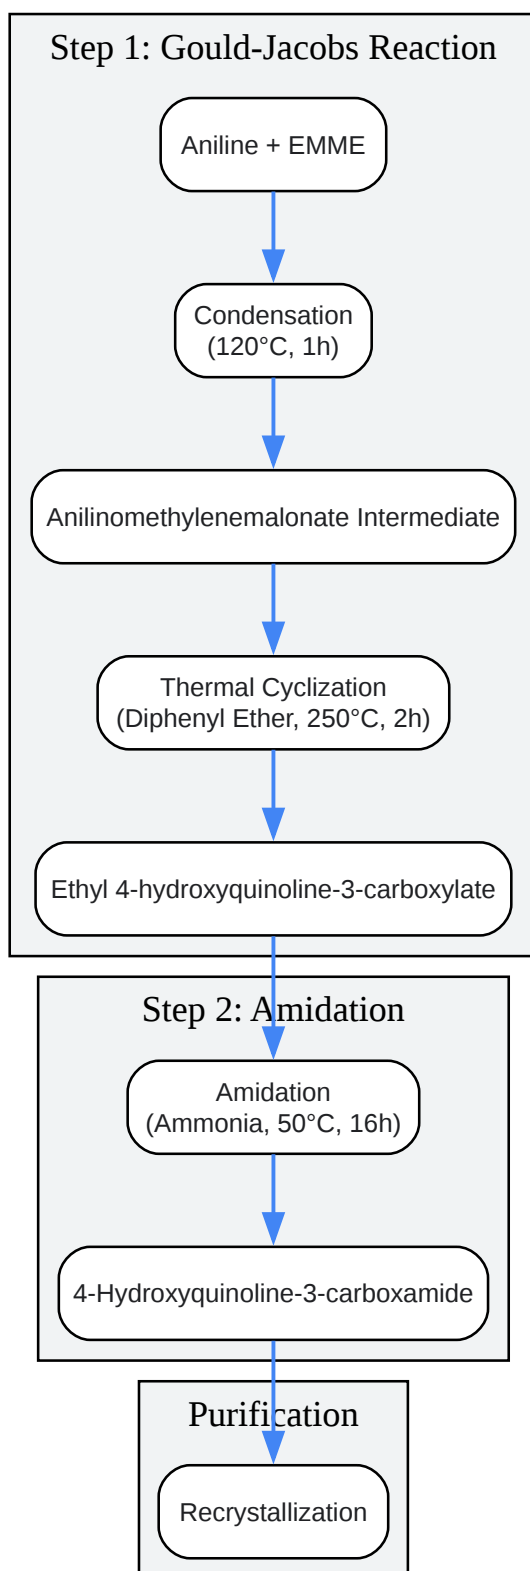 Step 1: Gould-Jacobs Reaction
Aniline + EMME
Condensation
(120°C, 1h)
Anilinomethylenemalonate Intermediate
Thermal Cyclization
(Diphenyl Ether, 250°C, 2h)
Ethyl 4-hydroxyquinoline-3-carboxylate
Step 2: Amidation
Amidation
(Ammonia, 50°C, 16h)
4-Hydroxyquinoline-3-carboxamide
Purification
Recrystallization